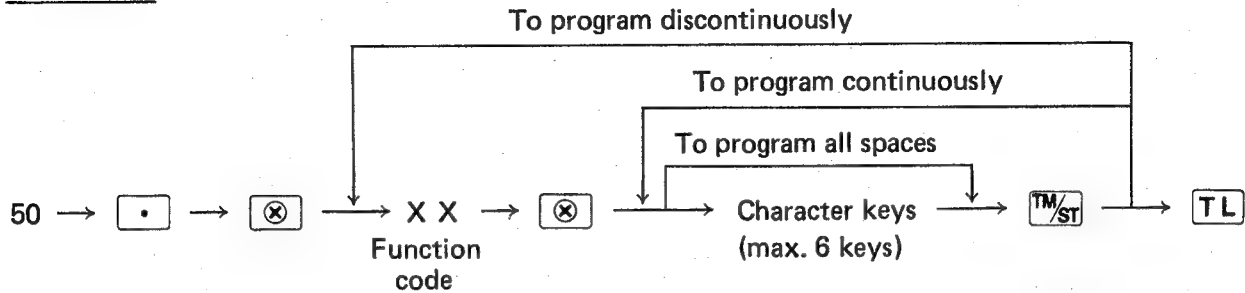 To program discontinuously
To program continuously
To program all spaces
50 → [•] → [⊗] → X X → [⊗] → Character keys → [TM/ST] → [TL]
Function (max. 6 keys)
code